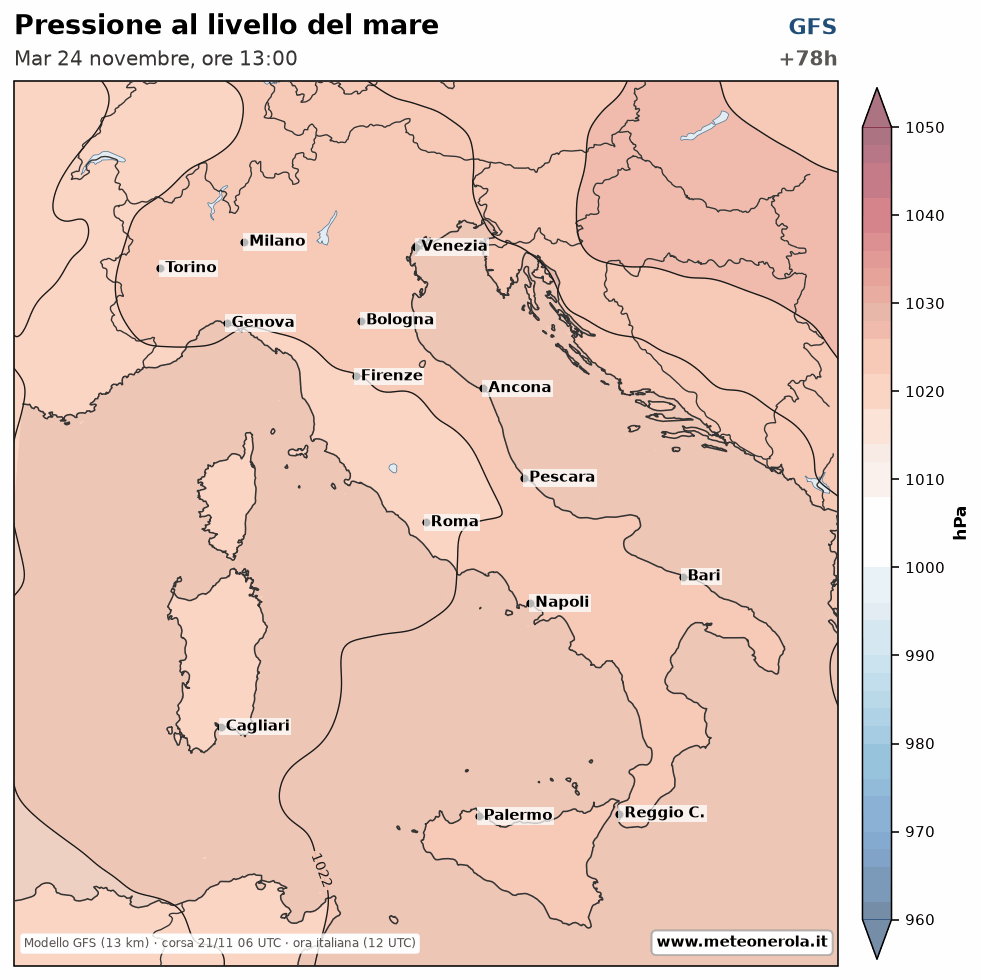 Pressione al livello del mare
GFS
Mar 24 novembre, ore 13:00
+78h
1050
1040
1030
1020
1010
1000
990
980
970
960
hPa
Milano
Venezia
Torino
Genova
Bologna
Firenze
Ancona
Pescara
Roma
Bari
Napoli
Cagliari
Palermo
Reggio C.
1022
Modello GFS (13 km) · corsa 21/11 06 UTC · ora italiana (12 UTC)
www.meteonerola.it